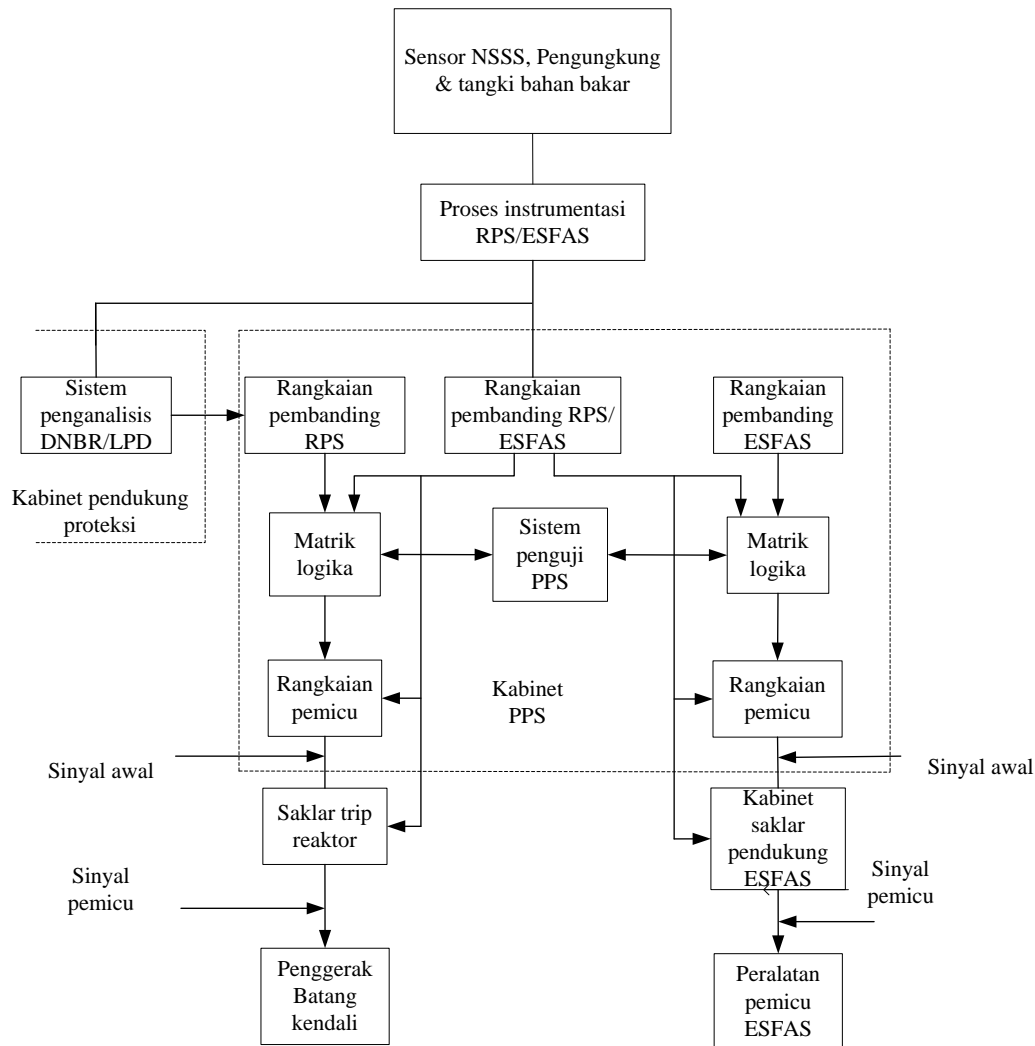 Sensor NSSS, Pengungkung
& tangki bahan bakar
Proses instrumentasi
RPS/ESFAS
Sistem
penganalisis
DNBR/LPD
Rangkaian
pembanding
RPS
Rangkaian
pembanding RPS/
ESFAS
Rangkaian
pembanding
ESFAS
Kabinet pendukung
proteksi
Matrik
logika
Sistem
penguji
PPS
Matrik
logika
Rangkaian
pemicu
Kabinet
PPS
Rangkaian
pemicu
Sinyal awal
Sinyal awal
Saklar trip
reaktor
Kabinet
saklar
pendukung
ESFAS
Sinyal
pemicu
Sinyal
pemicu
Penggerak
Batang
kendali
Peralatan
pemicu
ESFAS